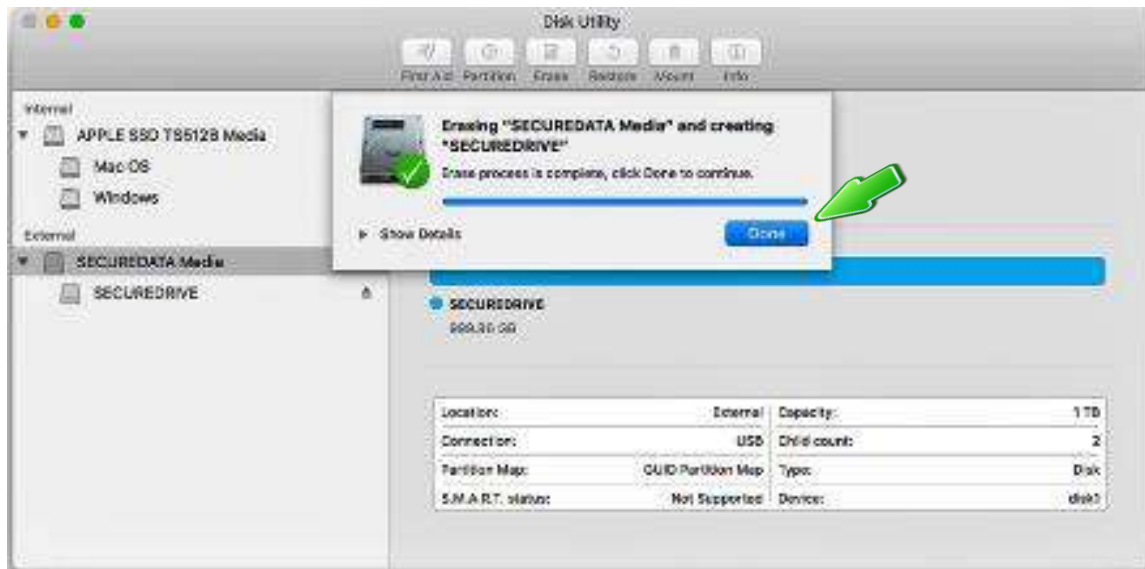 Disk Utility
First Aid Partition Erase Restore Mount Info
Internal
APPLE SSD TS512B Media
Mac OS
Windows
External
SECUREDATA Media
SECUREDRIVE
Erasing "SECUREDATA Media" and creating
"SECUREDRIVE"
Erase process is complete, click Done to continue.
Show Details
Done
SECUREDRIVE
GB
Location: External Capacity: 1 TB
Connection: USB Child count: 2
Partition Map: GUID Partition Map Type: Disk
S.M.A.R.T. status: Not Supported Device: